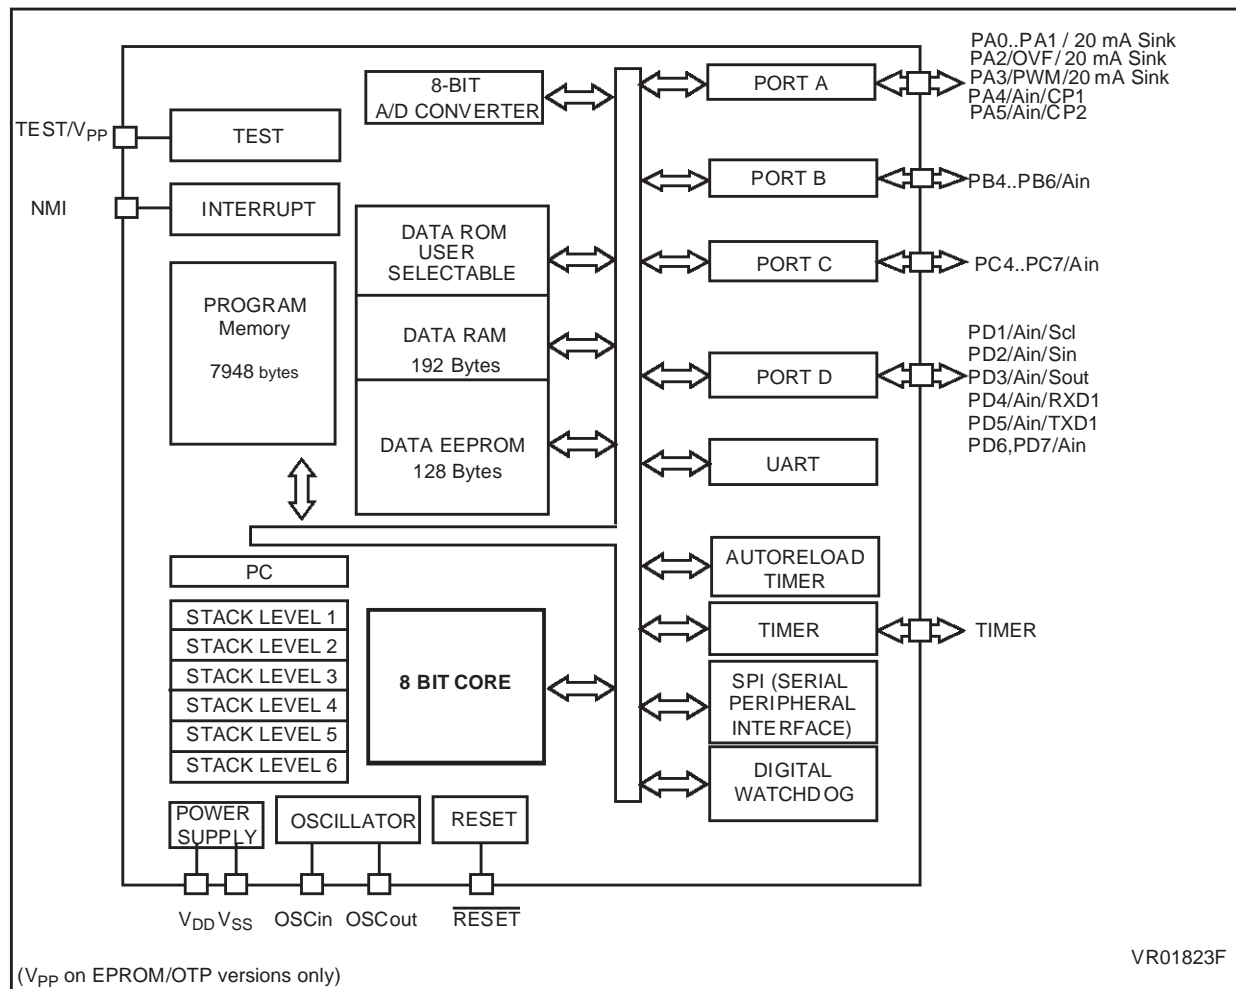 TEST/VPP
NMI
TEST
INTERRUPT
PROGRAM
Memory
7948 bytes
8-BIT
A/D CONVERTER
DATA ROM
USER
SELECTABLE
DATA RAM
192 Bytes
DATA EEPROM
128 Bytes
PC
STACK LEVEL 1
STACK LEVEL 2
STACK LEVEL 3
STACK LEVEL 4
STACK LEVEL 5
STACK LEVEL 6
8 BIT CORE
POWER
SUPPLY
OSCILLATOR
RESET
VDD VSS OSCin OSCout RESET
PORT A
PORT B
PORT C
PORT D
UART
AUTORELOAD
TIMER
TIMER
SPI (SERIAL
PERIPHERAL
INTERFACE)
DIGITAL
WATCHDOG
PA0..PA1 / 20 mA Sink
PA2/OVF/ 20 mA Sink
PA3/PWM/20 mA Sink
PA4/Ain/CP1
PA5/Ain/CP2
PB4..PB6/Ain
PC4..PC7/Ain
PD1/Ain/Scl
PD2/Ain/Sin
PD3/Ain/Sout
PD4/Ain/RXD1
PD5/Ain/TXD1
PD6,PD7/Ain
TIMER
(VPP on EPROM/OTP versions only)
VR01823F